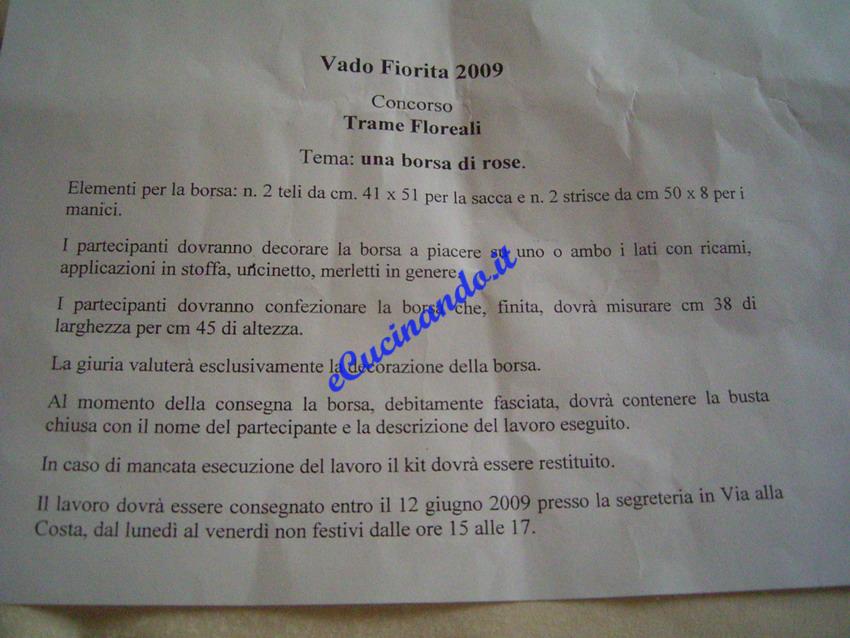 Vado Fiorita 2009
Concorso
Trame Floreali
Tema: una borsa di rose.
Elementi per la borsa: n. 2 teli da cm. 41 x 51 per la sacca e n. 2 strisce da cm 50 x 8 per i
manici.
I partecipanti dovranno decorare la borsa a piacere su uno o ambo i lati con ricami,
applicazioni in stoffa, uncinetto, merletti in genere.
I partecipanti dovranno confezionare la borsa che, finita, dovrà misurare cm 38 di
larghezza per cm 45 di altezza.
La giuria valuterà esclusivamente la decorazione della borsa.
Al momento della consegna la borsa, debitamente fasciata, dovrà contenere la busta
chiusa con il nome del partecipante e la descrizione del lavoro eseguito.
In caso di mancata esecuzione del lavoro il kit dovrà essere restituito.
Il lavoro dovrà essere consegnato entro il 12 giugno 2009 presso la segreteria in Via alla
Costa, dal lunedì al venerdì non festivi dalle ore 15 alle 17.
eCucinando.it